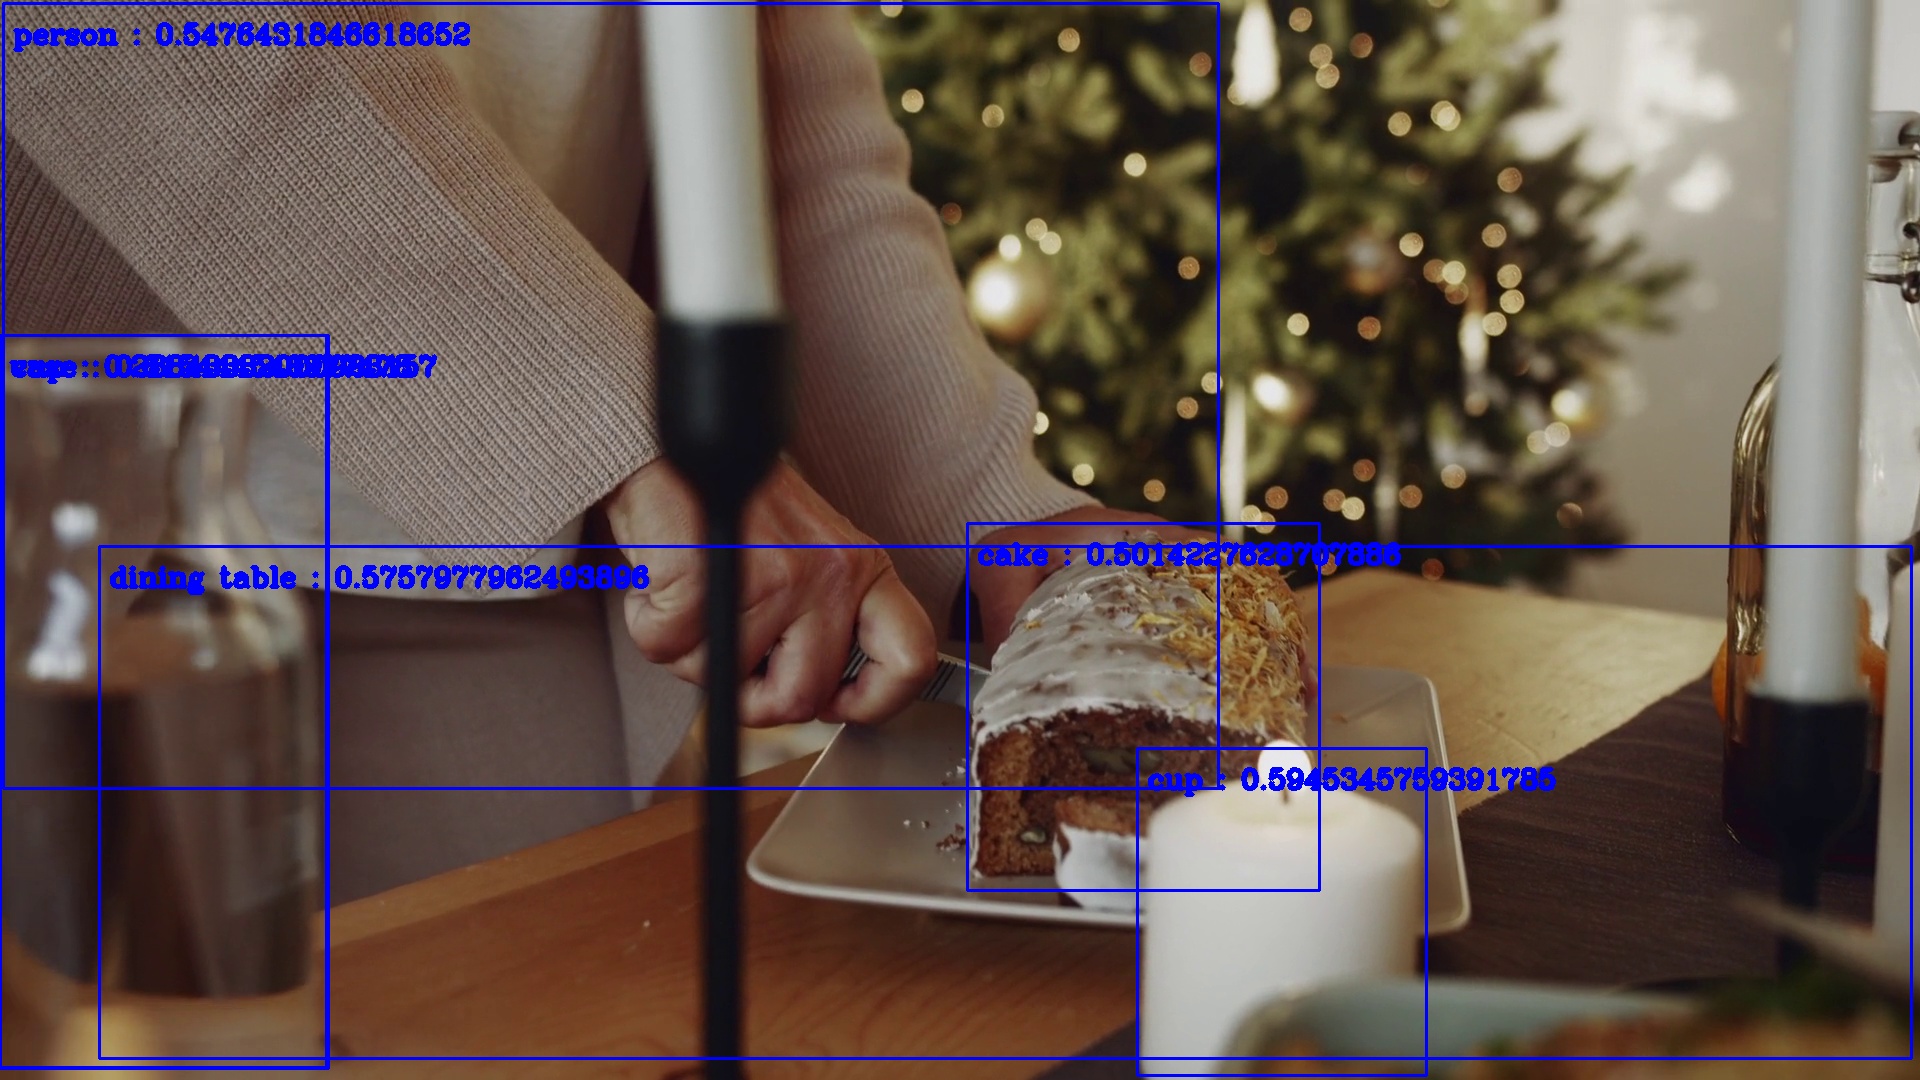 person : 0.5476431846618652
dining table : 0.5757977962493896
cake : 0.5014227628707886
cup : 0.5945345759391785